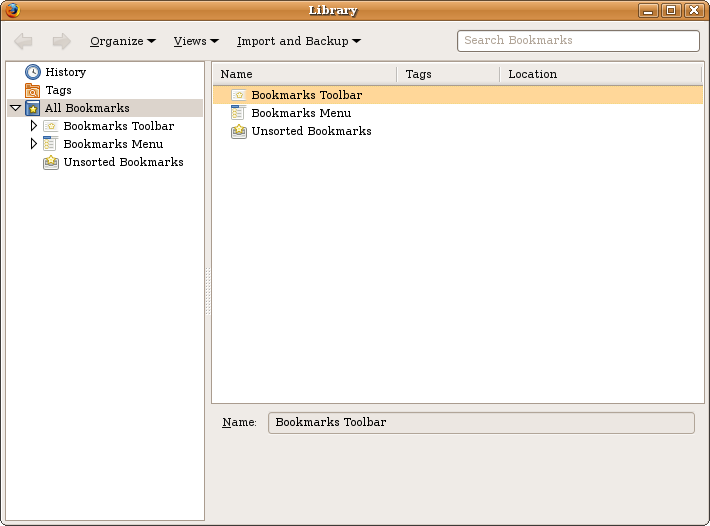 Library
Organize Views Import and Backup Search Bookmarks
History
Tags
All Bookmarks
Bookmarks Toolbar
Bookmarks Menu
Unsorted Bookmarks
Name Tags Location
Bookmarks Toolbar
Bookmarks Menu
Unsorted Bookmarks
Name: Bookmarks Toolbar